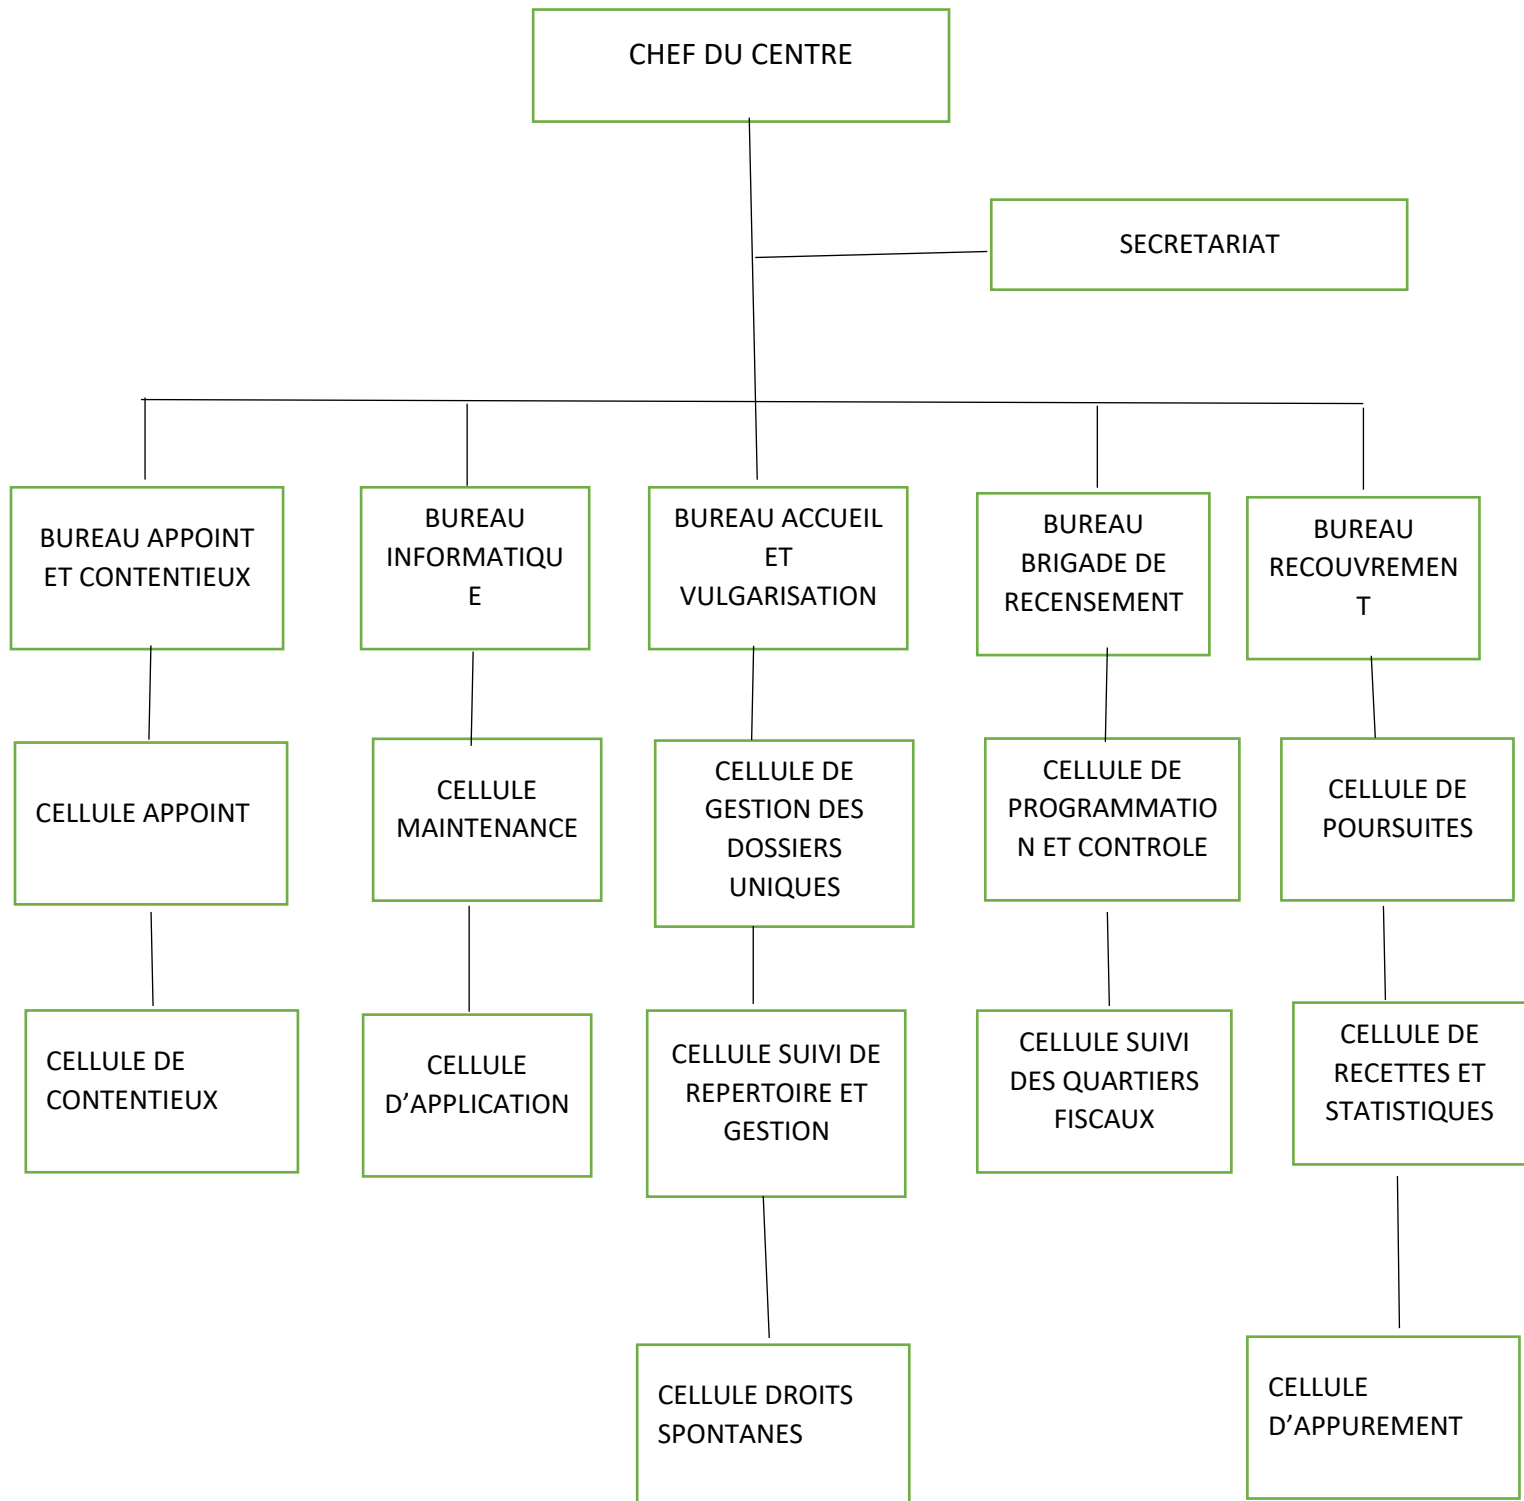 CHEF DU CENTRE
SECRETARIAT
BUREAU APPOINT
ET CONTENTIEUX
BUREAU
INFORMATIQU
E
BUREAU ACCUEIL
ET
VULGARISATION
BUREAU
BRIGADE DE
RECENSEMENT
BUREAU
RECOUVREMEN
T
CELLULE APPOINT
CELLULE
MAINTENANCE
CELLULE DE
GESTION DES
DOSSIERS
UNIQUES
CELLULE DE
PROGRAMMATIO
N ET CONTROLE
CELLULE DE
POURSUITES
CELLULE DE
CONTENTIEUX
CELLULE
D’APPLICATION
CELLULE SUIVI DE
REPERTOIRE ET
GESTION
CELLULE SUIVI
DES QUARTIERS
FISCAUX
CELLULE DE
RECETTES ET
STATISTIQUES
CELLULE DROITS
SPONTANES
CELLULE
D’APPUREMENT